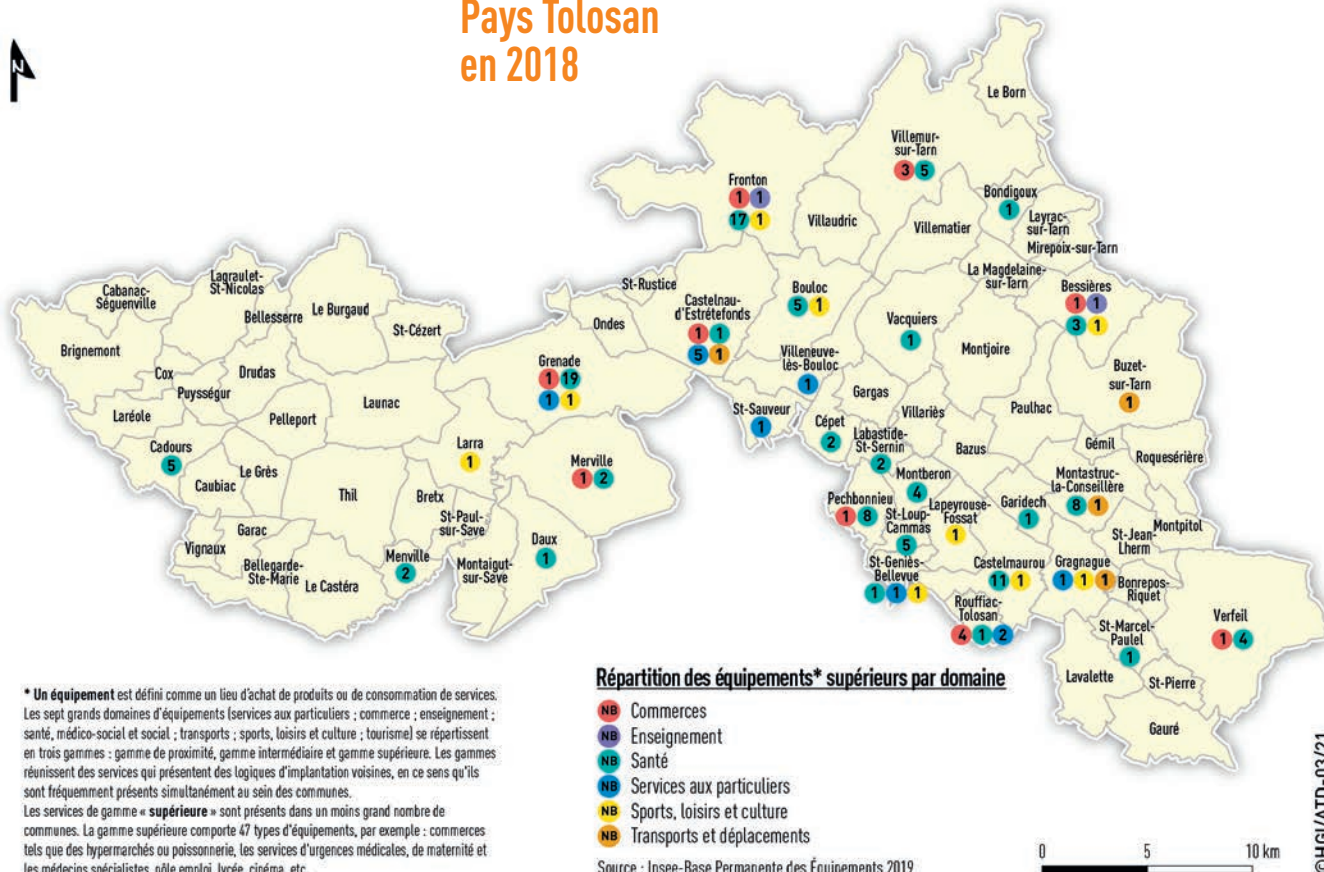 Pays Tolosan
en 2018
N
Le Born
Villemur-
sur-Tarn
3 5
Fronton
1 1
17 1
Bondigoux
1
Villaudric
Villematier
Layrac-
sur-Tarn
Mirepoix-sur-Tarn
La Magdelaine-
sur-Tarn
Lagraulet-
St-Nicolas
Cabanac-
Séguenville
Bellesserre
Le Burgaud
St-Cézert
St-Rustice
Castelnau-
d'Estrétefonds
1 1
5 1
Bouloc
5 1
Bessières
1 1
3 1
Ondes
Vacquiers
1
Brignemont
Grenade
1 19
1 1
Villeneuve-
lès-Bouloc
1
Montjoire
Buzet-
sur-Tarn
1
Cox
Drudas
Puysségur
Launac
Gargas
Laréole
Pelleport
St-Sauveur
1
Cépet
2
Villariès
Paulhac
Cadours
5
Larra
1
Labastide-
St-Sernin
2
Bazus
Gémil
Roquesérière
Le Grès
Caubiac
Merville
1 2
Montberon
4
Montastruc-
la-Conseillère
8 1
Thil
Bretx
Pechbonnieu
1 8
Lapeyrouse-
Fossat
1
Garidech
1
St-Paul-
sur-Save
St-Loup-
Cammas
5
Montpitol
Garac
Vignaux
Daux
1
St-Jean-
Lherm
Bellegarde-
Ste-Marie
Le Castéra
Menville
2
Montaigut-
sur-Save
St-Geniès-
Bellevue
1 1 1
Castelmaurou
11 1
Gragnague
1 1 1
Bonrepos-
Riquet
Rouffiac-
Tolosan
4 1 2
Verfeil
1 4
St-Marcel-
Paulel
1
Lavalette
St-Pierre
Gauré
* Un équipement est défini comme un lieu d'achat de produits ou de consommation de services.
Les sept grands domaines d'équipements (services aux particuliers ; commerce ; enseignement ;
santé, médico-social et social ; transports ; sports, loisirs et culture ; tourisme) se répartissent
en trois gammes : gamme de proximité, gamme intermédiaire et gamme supérieure. Les gammes
réunissent des services qui présentent des logiques d'implantation voisines, en ce sens qu'ils
sont fréquemment présents simultanément au sein des communes.
Les services de gamme « supérieure » sont présents dans un moins grand nombre de
communes. La gamme supérieure comporte 47 types d'équipements, par exemple : commerces
tels que des hypermarchés ou poissonnerie, les services d'urgences médicales, de maternité et
les médecins spécialistes, pôle emploi, lycée, cinéma, etc.
Répartition des équipements* supérieurs par domaine
NB Commerces
NB Enseignement
NB Santé
NB Services aux particuliers
NB Sports, loisirs et culture
NB Transports et déplacements
Source : Insee-Base Permanente des Équipements 2019
0 5 10 km
©HGI/ATD-03/21